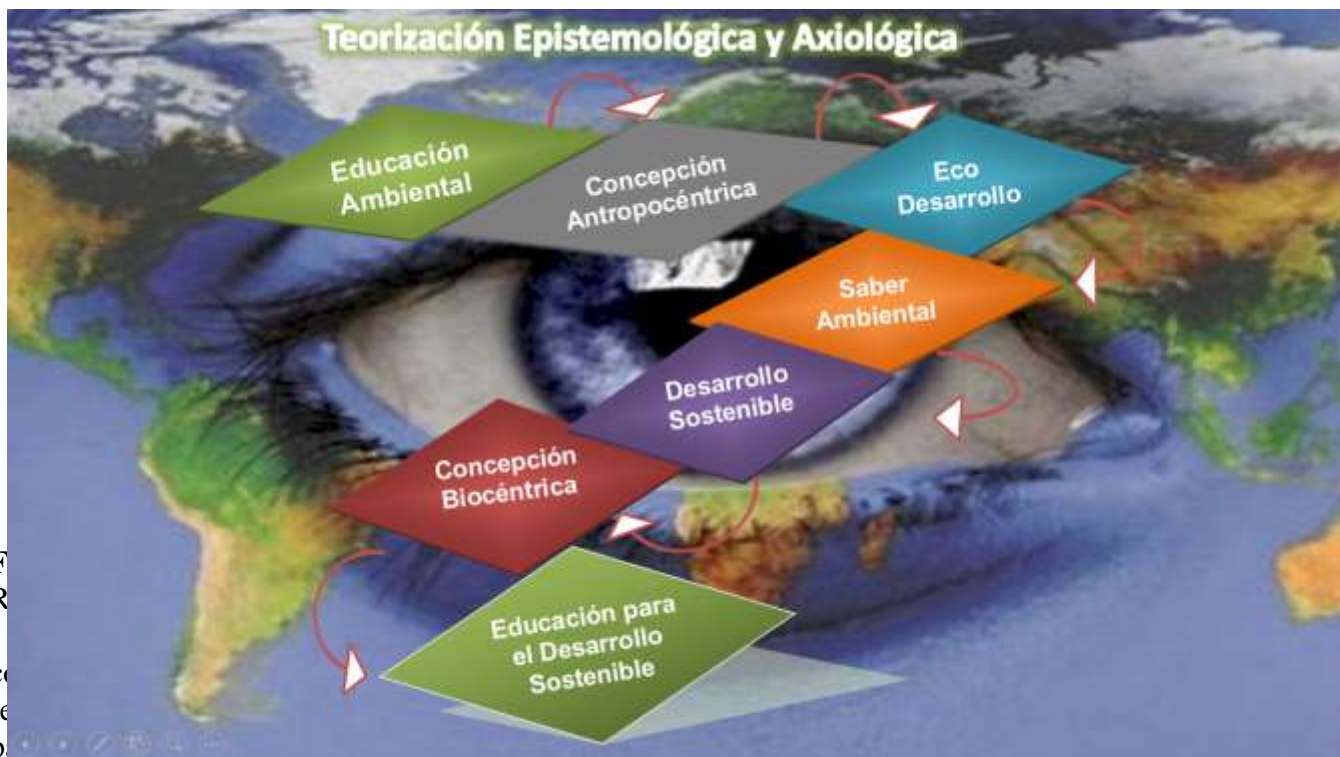 Teorización Epistemológica y Axiológica
Educación
Ambiental
Concepción
Antropocéntrica
Eco
Desarrollo
Saber
Ambiental
Desarrollo
Sostenible
Concepción
Biocéntrica
Educación para
el Desarrollo
Sostenible